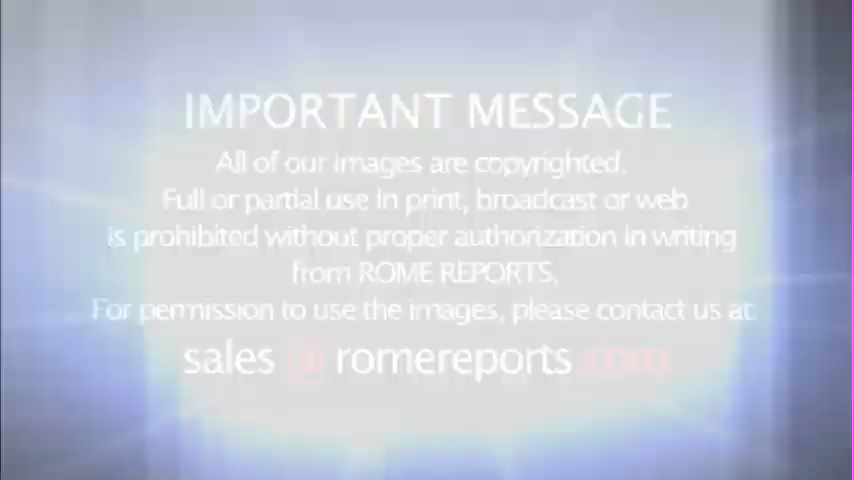 IMPORTANT MESSAGE
All of our images are copyrighted.
Full or partial use in print, broadcast or web
is prohibited without proper authorization in writing
from ROME REPORTS.
For permission to use the images, please contact us at:
sales@romereports.com